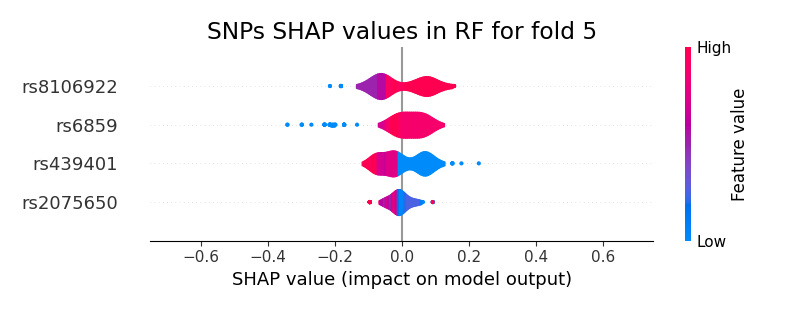 SNPs SHAP values in RF for fold 5
High
rs8106922
rs6859
rs439401
rs2075650
Feature value
Low
−0.6 −0.4 −0.2 0.0 0.2 0.4 0.6
SHAP value (impact on model output)